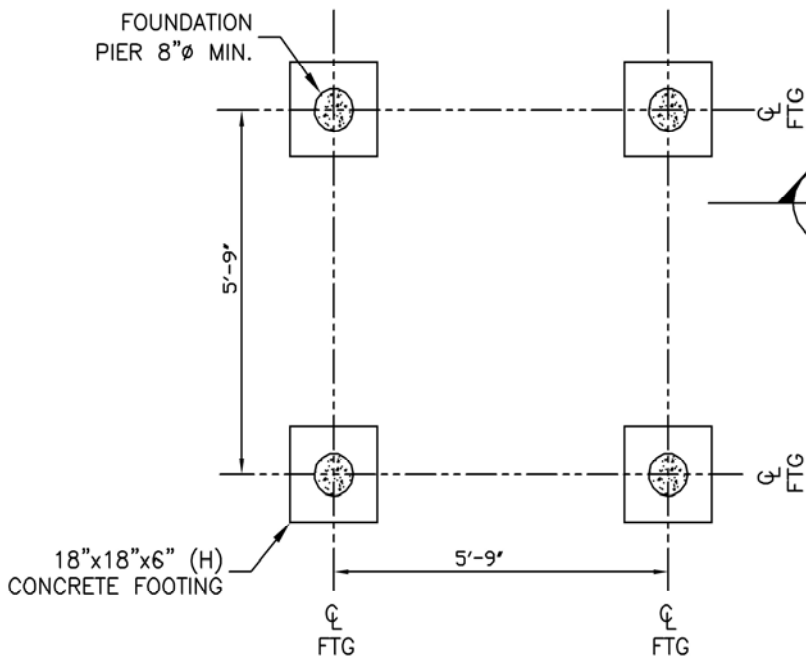 FOUNDATION
PIER 8"ø MIN.
℄
FTG
5'-9"
℄
FTG
18"x18"x6" (H)
CONCRETE FOOTING
5'-9"
℄
FTG
℄
FTG